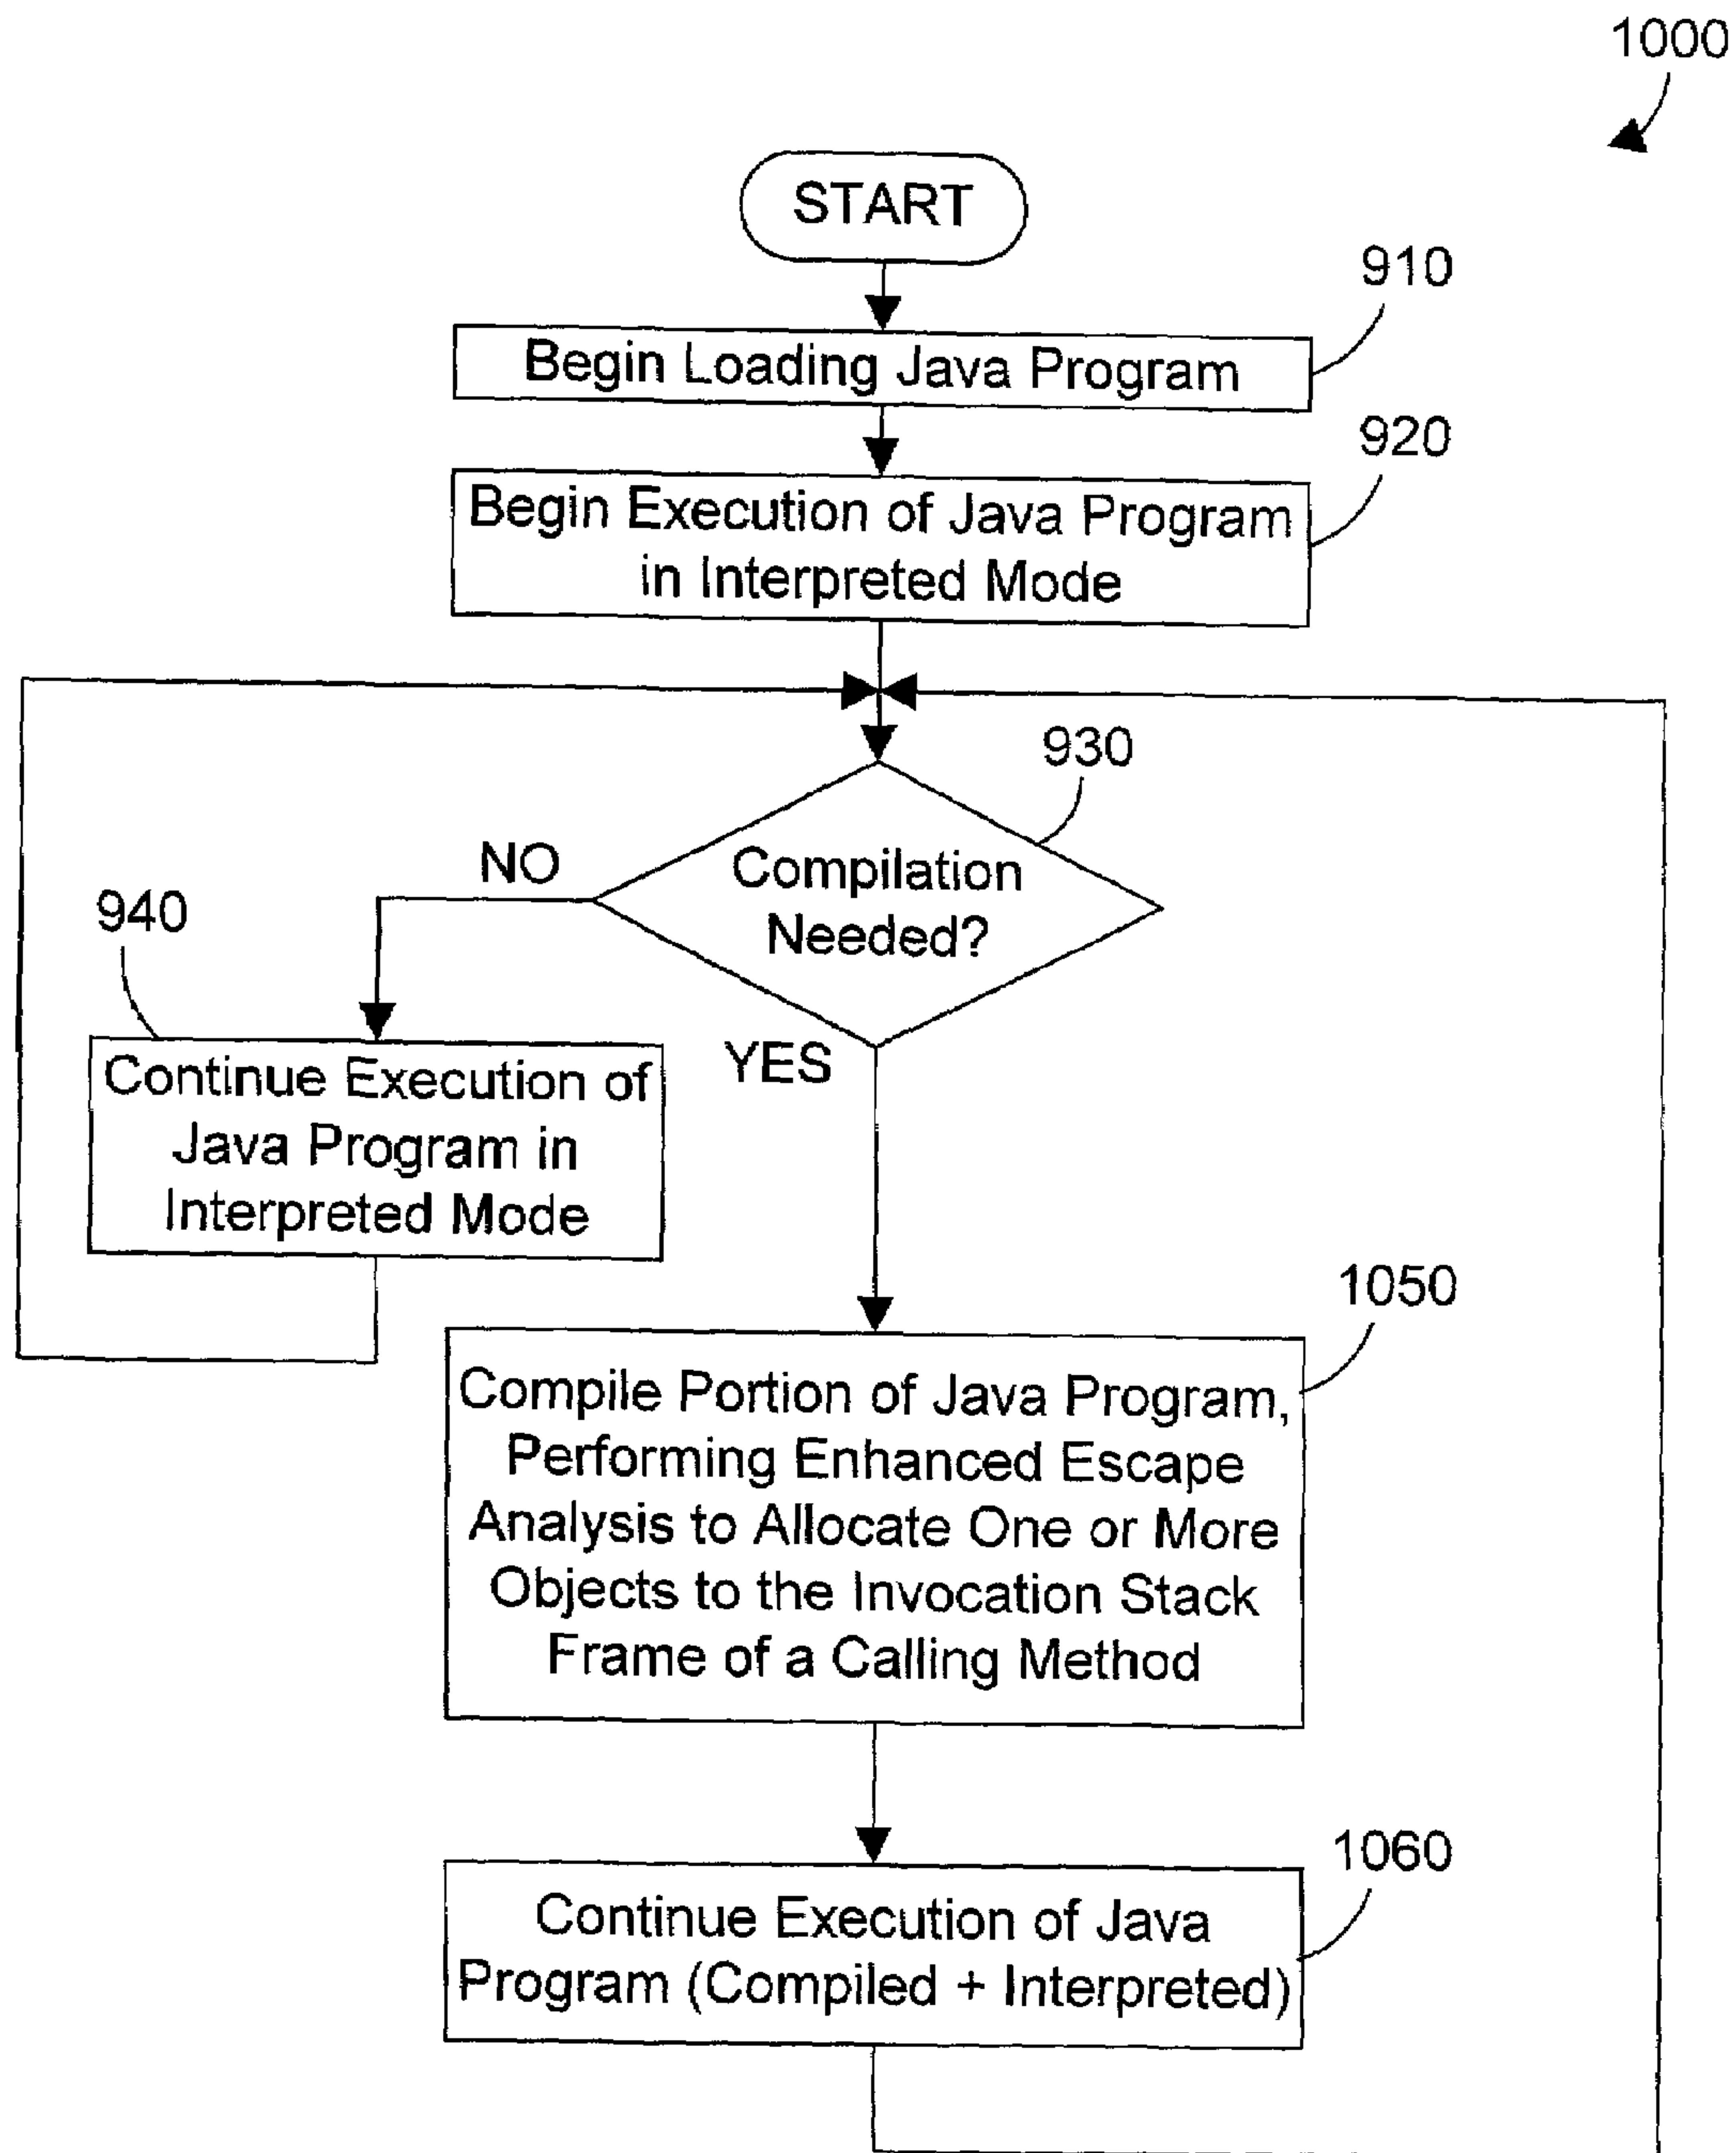 1000
START
910
Begin Loading Java Program
920
Begin Execution of Java Program
in Interpreted Mode
930
Compilation
Needed?
NO
940
Continue Execution of
Java Program in
Interpreted Mode
YES
1050
Compile Portion of Java Program,
Performing Enhanced Escape
Analysis to Allocate One or More
Objects to the Invocation Stack
Frame of a Calling Method
1060
Continue Execution of Java
Program (Compiled + Interpreted)